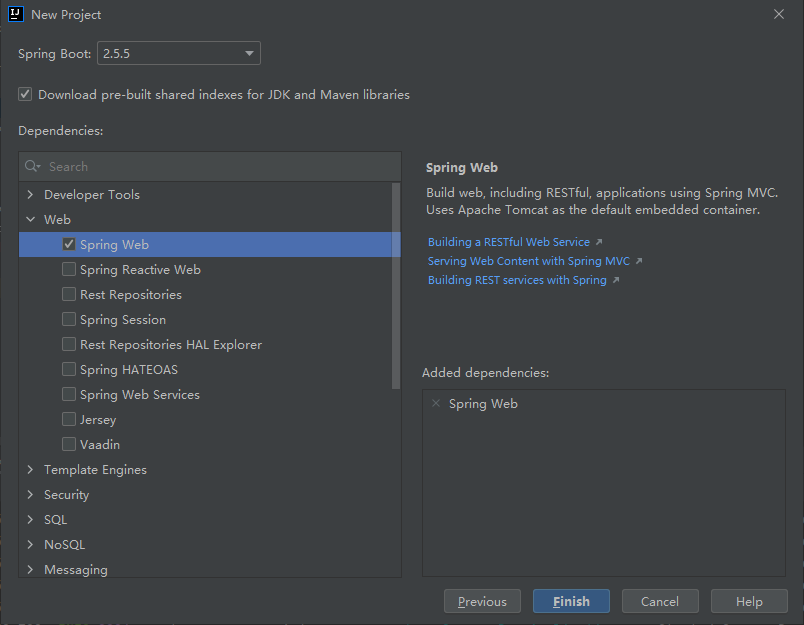 New Project
Spring Boot: 2.5.5
Download pre-built shared indexes for JDK and Maven libraries
Dependencies:
Search
Developer Tools
Web
Spring Web
Spring Reactive Web
Rest Repositories
Spring Session
Rest Repositories HAL Explorer
Spring HATEOAS
Spring Web Services
Jersey
Vaadin
Template Engines
Security
SQL
NoSQL
Messaging
Spring Web
Build web, including RESTful, applications using Spring MVC.
Uses Apache Tomcat as the default embedded container.
Building a RESTful Web Service
Serving Web Content with Spring MVC
Building REST services with Spring
Added dependencies:
Spring Web
Previous
Finish
Cancel
Help